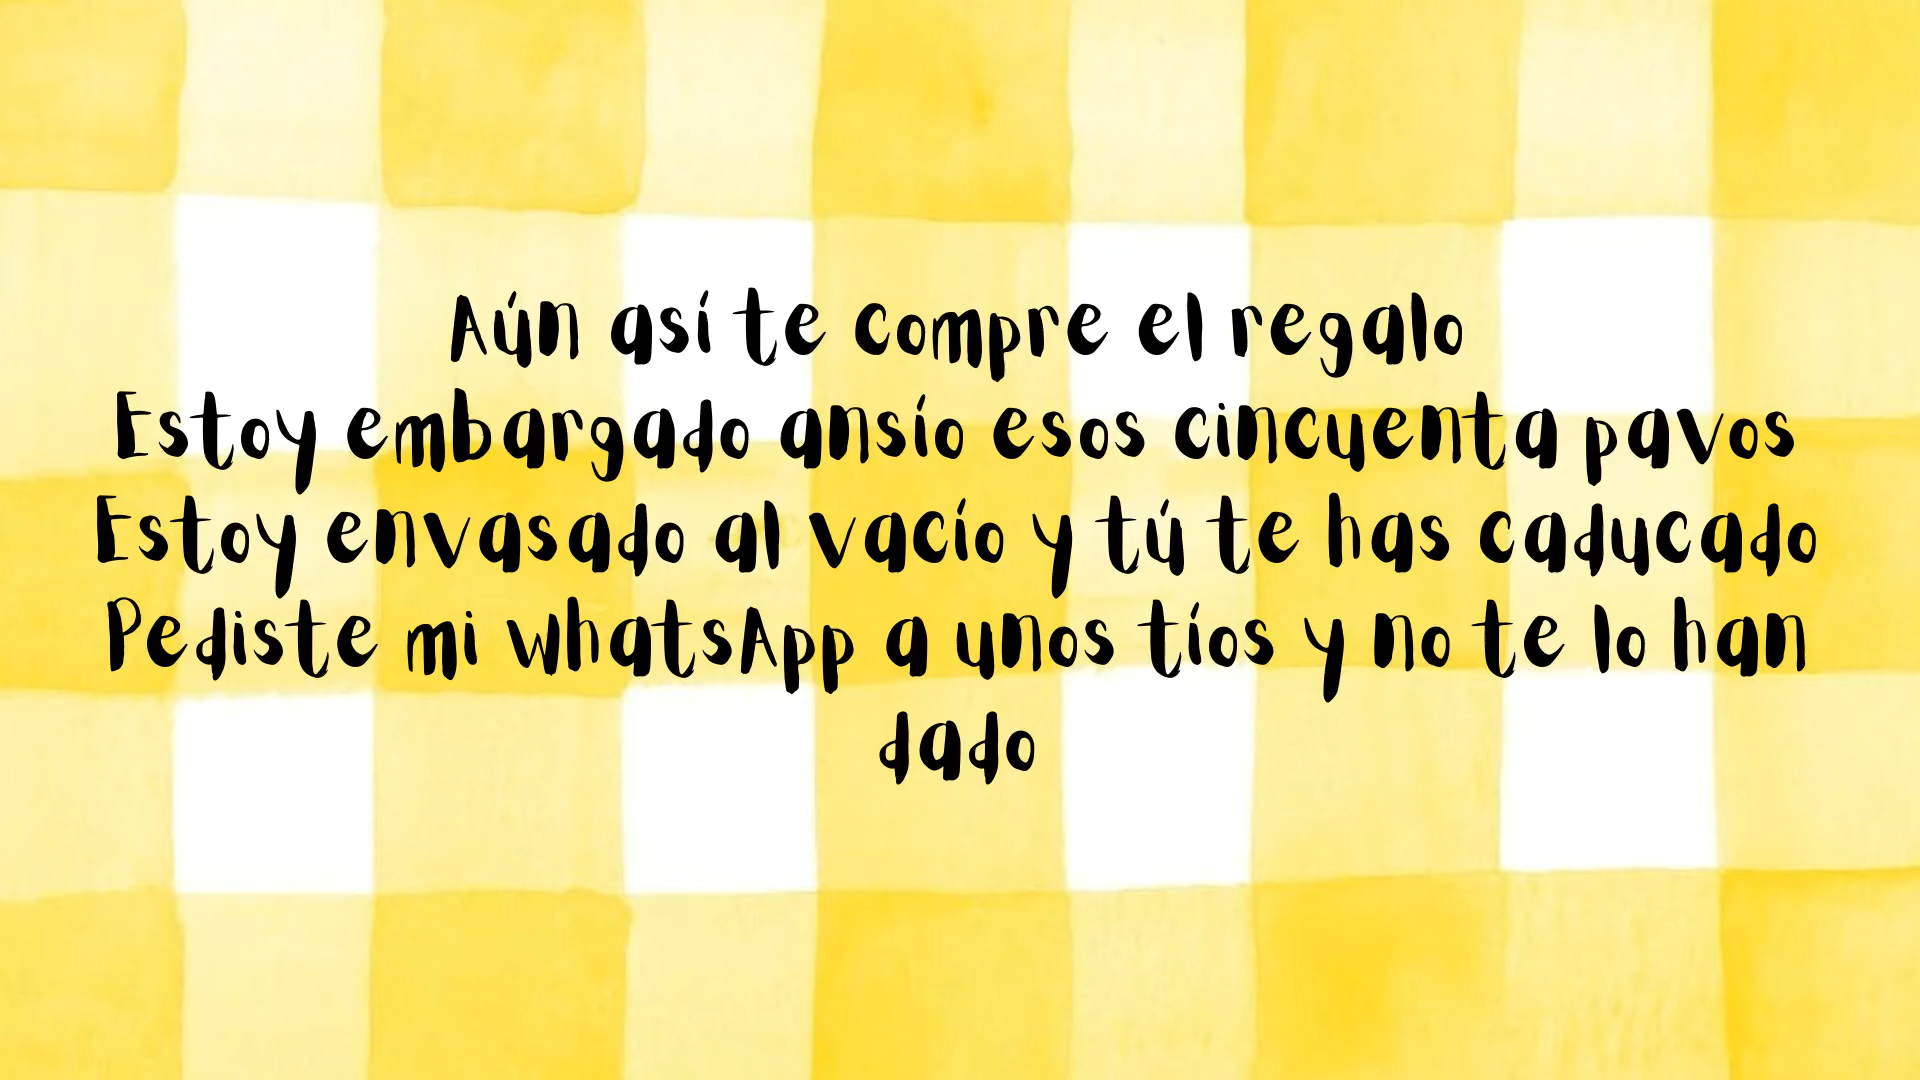 Aún así te compre el regalo
Estoy embargado ansío esos cincuenta pavos
Estoy envasado al vacío y tú te has caducado
Pediste mi whatsApp a unos tíos y no te lo han
dado